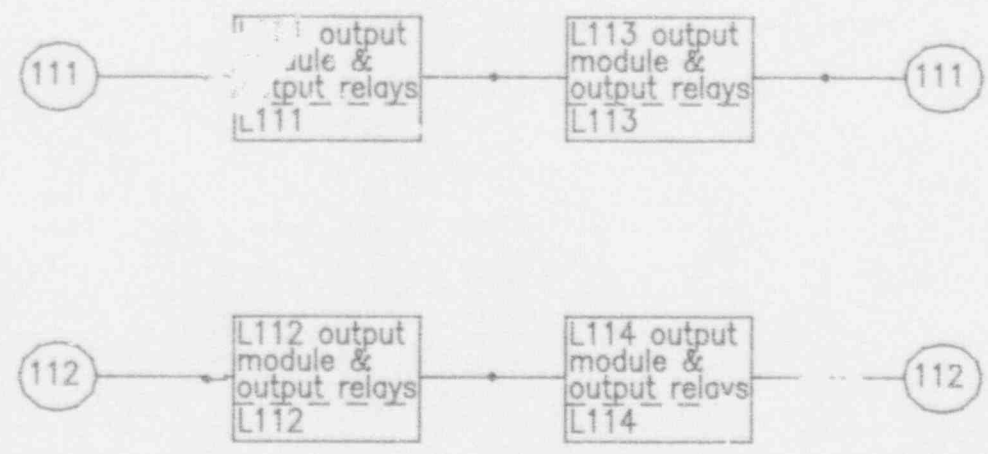 111
output
&
relays
L111
L113 output
module &
output relays
L113
111
112
L112 output
module &
output relays
L112
L114 output
module &
output relays
L114
112